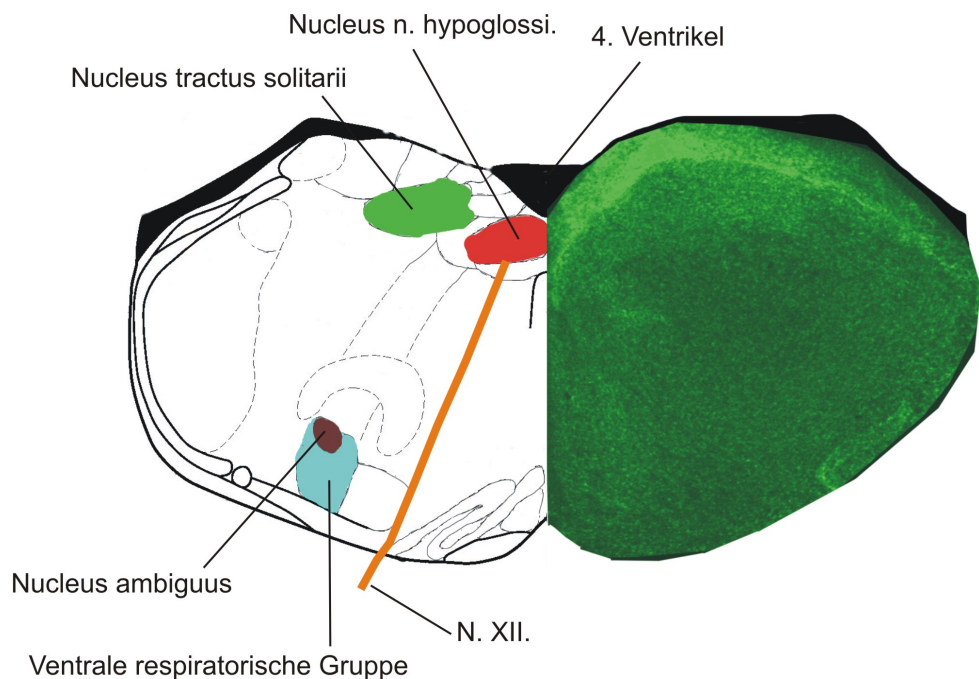 Nucleus n. hypoglossi.
4. Ventrikel
Nucleus tractus solitarii
Nucleus ambiguus
N. XII.
Ventrale respiratorische Gruppe